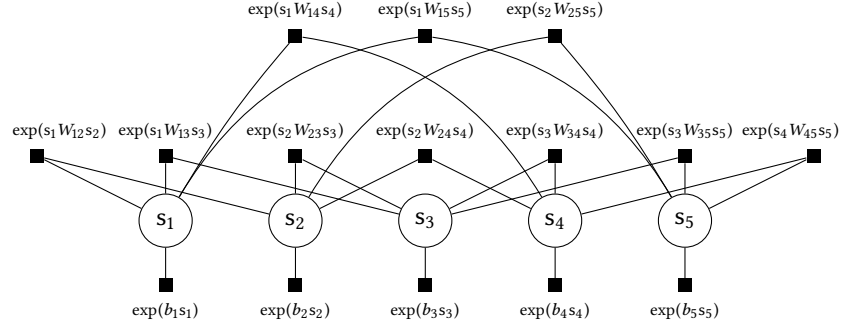 exp(s₁W₁₄s₄) exp(s₁W₁₅s₅) exp(s₂W₂₅s₅)
exp(s₁W₁₂s₂) exp(s₁W₁₃s₃) exp(s₂W₂₃s₃) exp(s₂W₂₄s₄) exp(s₃W₃₄s₄) exp(s₃W₃₅s₅) exp(s₄W₄₅s₅)
s₁ s₂ s₃ s₄ s₅
exp(b₁s₁) exp(b₂s₂) exp(b₃s₃) exp(b₄s₄) exp(b₅s₅)